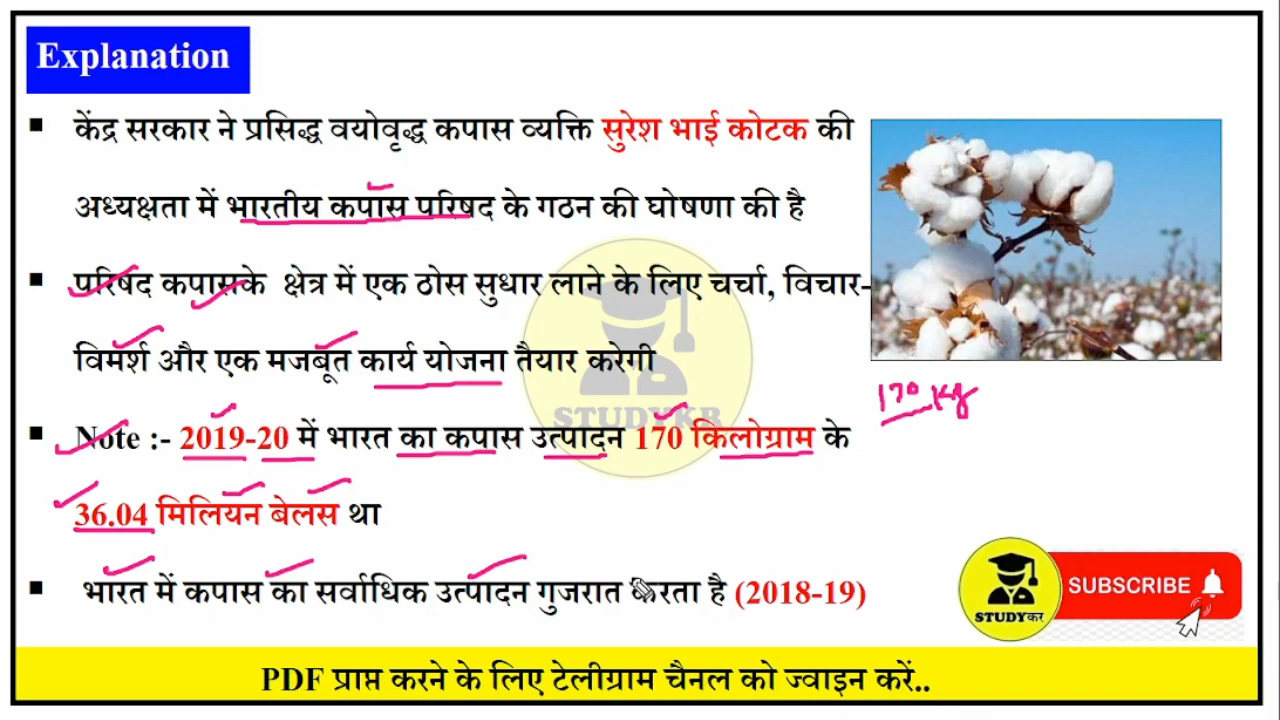 Explanation
केंद्र सरकार ने प्रसिद्ध वयोवृद्ध कपास व्यक्ति सुरेश भाई कोटक की
अध्यक्षता में भारतीय कपास परिषद के गठन की घोषणा की है
परिषद कपासके क्षेत्र में एक ठोस सुधार लाने के लिए चर्चा, विचार-
विमर्श और एक मजबूत कार्य योजना तैयार करेगी
170 Kg
Note :- 2019-20 में भारत का कपास उत्पादन 170 किलोग्राम के
36.04 मिलियन बेलस था
भारत में कपास का सर्वाधिक उत्पादन गुजरात करता है (2018-19)
STUDYKR
SUBSCRIBE
STUDYकर
PDF प्राप्त करने के लिए टेलीग्राम चैनल को ज्वाइन करें..